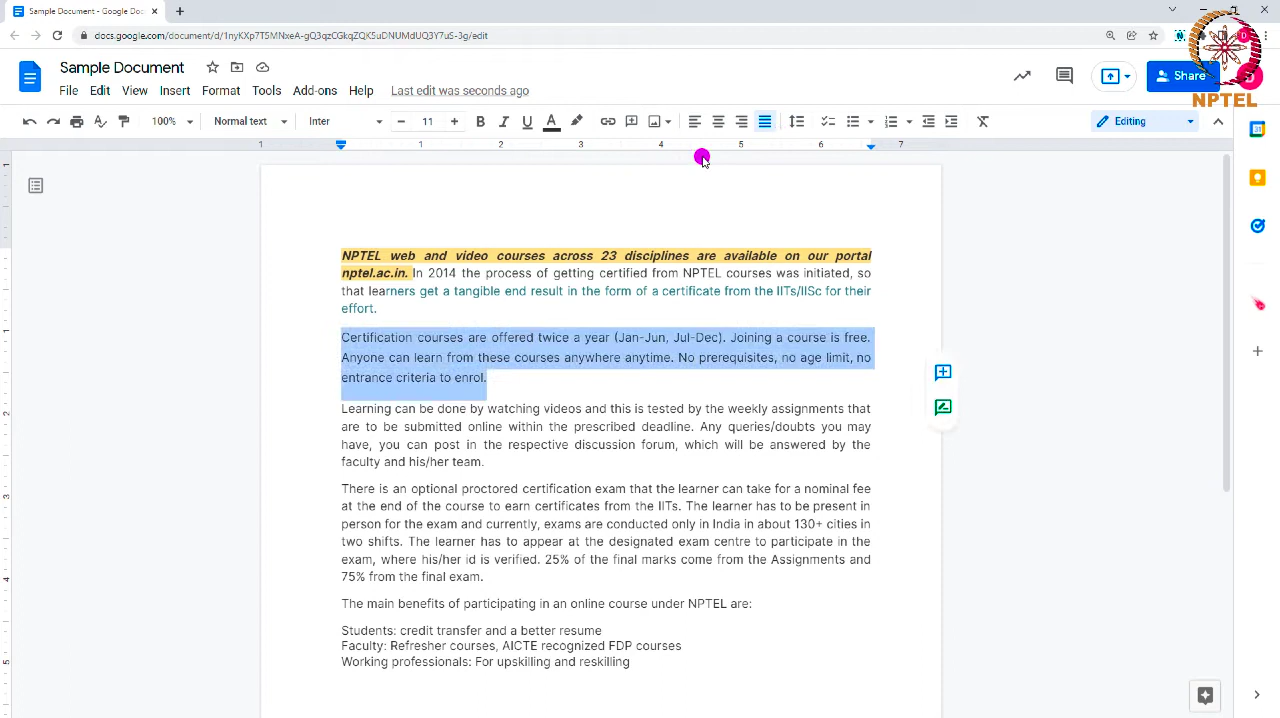 Sample Document - Google Doc
docs.google.com/document/d/1nyKXp7T5MNxeA-gQ3qzCGkqZQK5uDNUMdUQ3Y7uS-3g/edit
Sample Document
File Edit View Insert Format Tools Add-ons Help Last edit was seconds ago
Share
NPTEL
100% Normal text Inter 11 B I U A Editing
1 1 2 3 4 5 6 7
NPTEL web and video courses across 23 disciplines are available on our portal
nptel.ac.in. In 2014 the process of getting certified from NPTEL courses was initiated, so
that learners get a tangible end result in the form of a certificate from the IITs/IISc for their
effort.
Certification courses are offered twice a year (Jan-Jun, Jul-Dec). Joining a course is free.
Anyone can learn from these courses anywhere anytime. No prerequisites, no age limit, no
entrance criteria to enrol.
Learning can be done by watching videos and this is tested by the weekly assignments that
are to be submitted online within the prescribed deadline. Any queries/doubts you may
have, you can post in the respective discussion forum, which will be answered by the
faculty and his/her team.
There is an optional proctored certification exam that the learner can take for a nominal fee
at the end of the course to earn certificates from the IITs. The learner has to be present in
person for the exam and currently, exams are conducted only in India in about 130+ cities in
two shifts. The learner has to appear at the designated exam centre to participate in the
exam, where his/her id is verified. 25% of the final marks come from the Assignments and
75% from the final exam.
The main benefits of participating in an online course under NPTEL are:
Students: credit transfer and a better resume
Faculty: Refresher courses, AICTE recognized FDP courses
Working professionals: For upskilling and reskilling